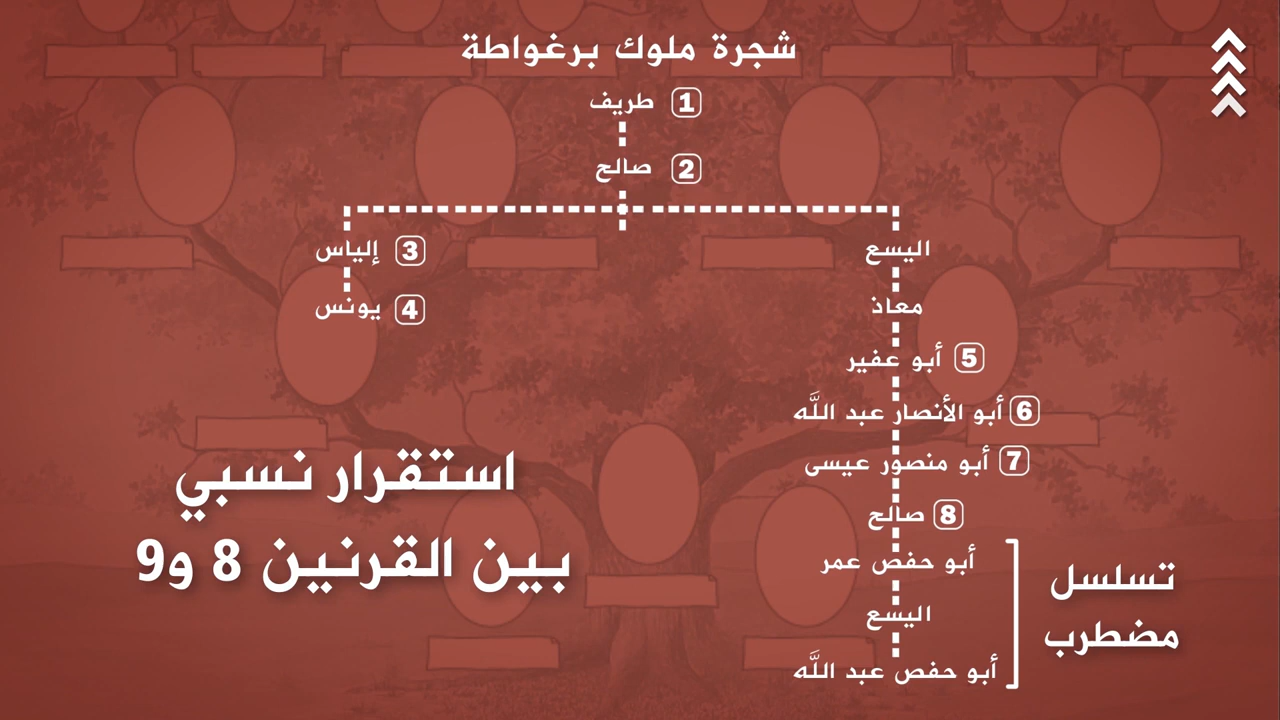 شجرة ملوك برغواطة
1 طريف
2 صالح
3 إلياس
اليسع
4 يونس
معاذ
5 أبو عفير
6 أبو الأنصار عبد اللَّه
7 أبو منصور عيسى
8 صالح
أبو حفص عمر
اليسع
أبو حفص عبد اللَّه
تسلسل
مضطرب
استقرار نسبي
بين القرنين 8 و9